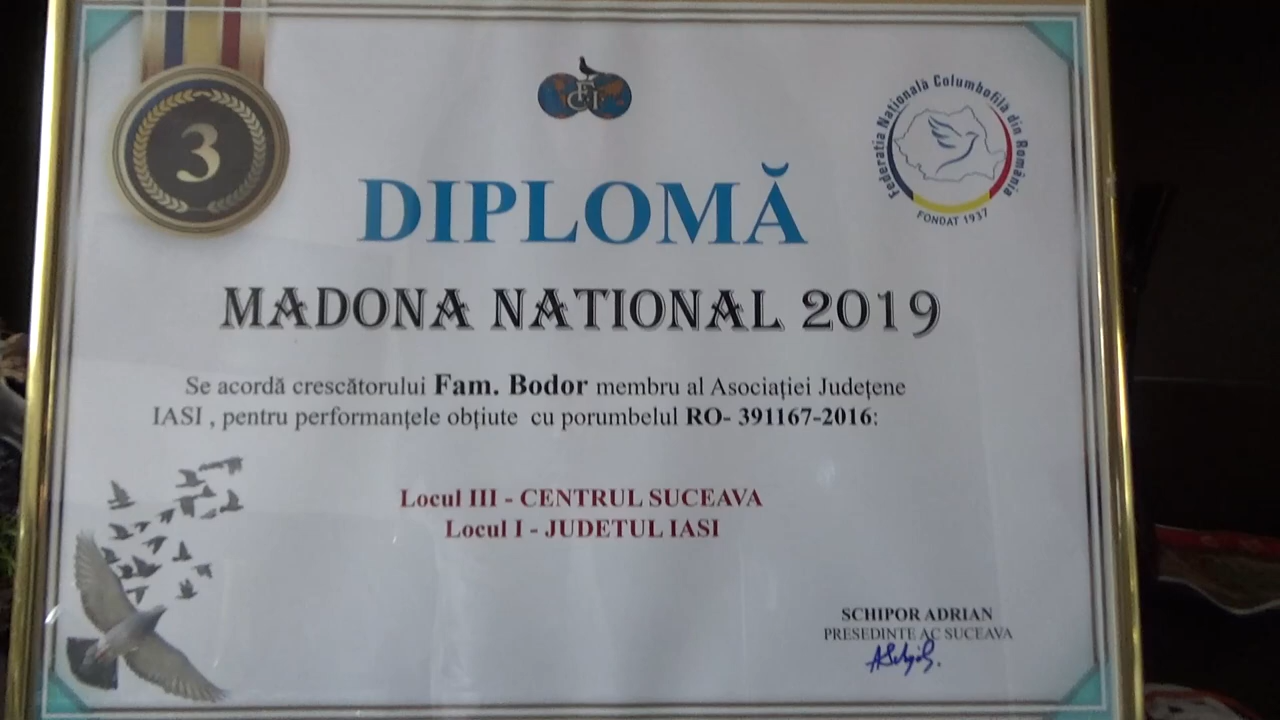 3
FCI
Federatia Națională Columbofilă din România
FONDAT 1937
DIPLOMĂ
MADONA NATIONAL 2019
Se acordă crescătorului Fam. Bodor membru al Asociației Județene
IASI , pentru performanțele obțiute cu porumbelul RO- 391167-2016:
Locul III - CENTRUL SUCEAVA
Locul I - JUDETUL IASI
SCHIPOR ADRIAN
PRESEDINTE AC SUCEAVA